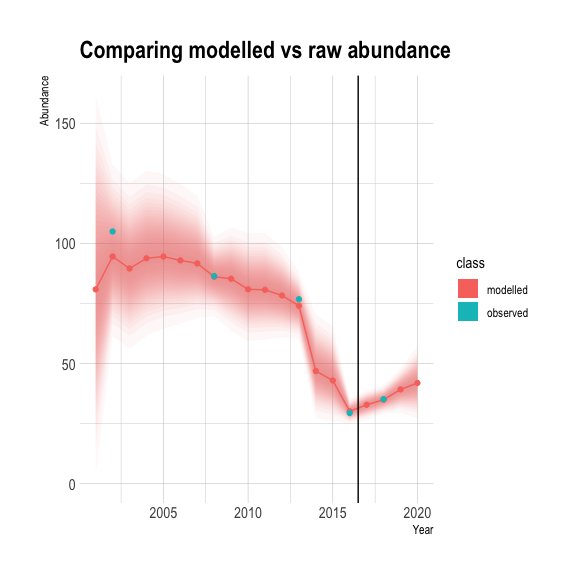 Comparing modelled vs raw abundance
Abundance
150
100
50
0
2005 2010 2015 2020
Year
class
modelled
observed